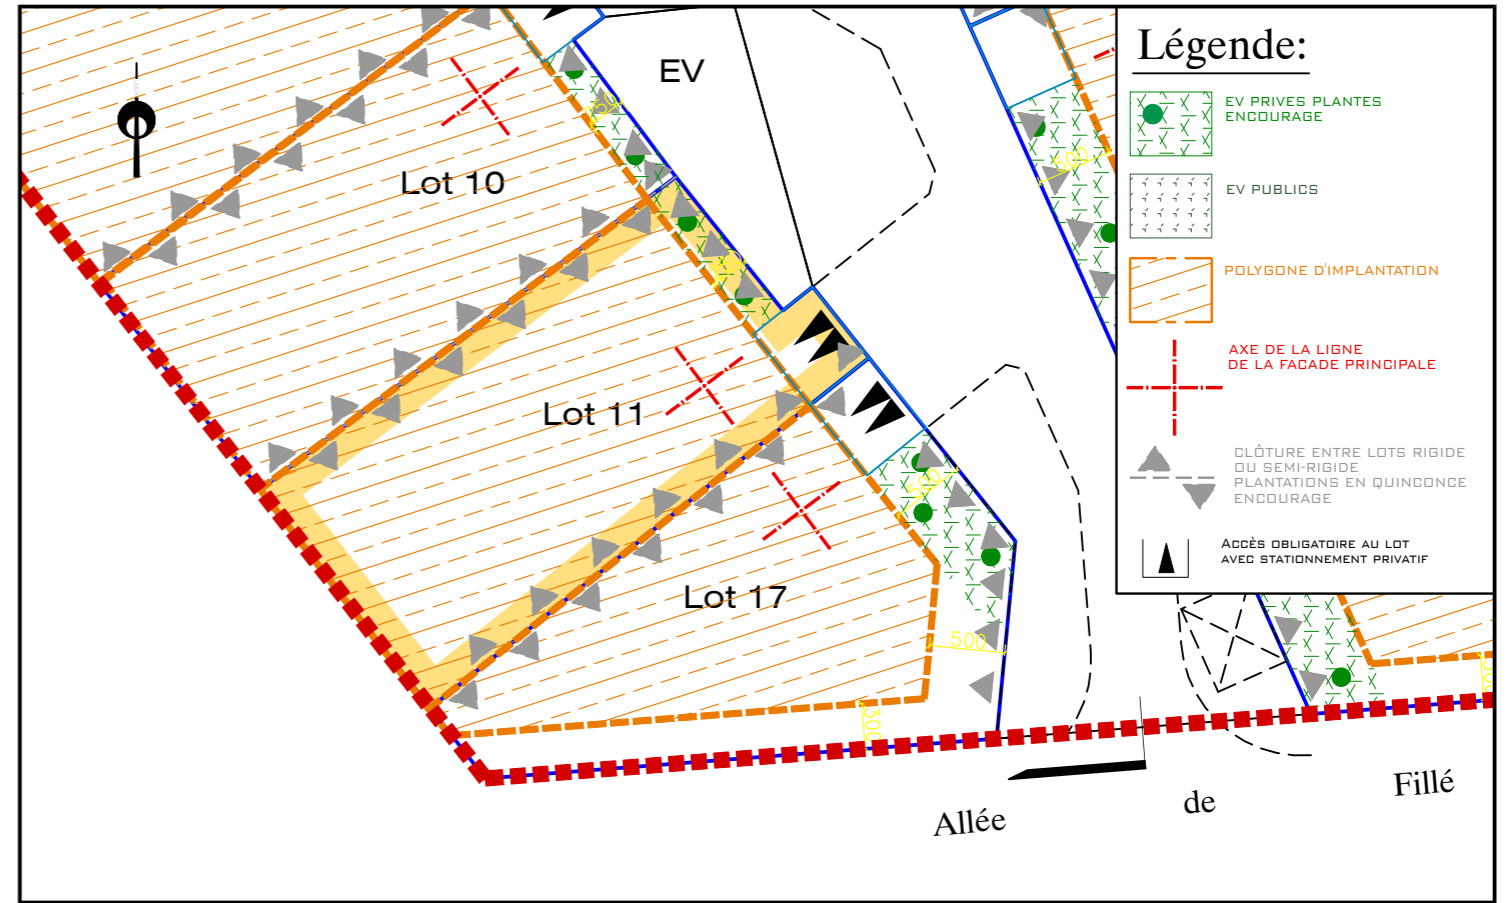 EV
Lot 10
350
Lot 11
500
Lot 17
500
300
500
Allée
de
Fillé
Légende:
EV PRIVES PLANTES
ENCOURAGE
EV PUBLICS
POLYGONE D'IMPLANTATION
AXE DE LA LIGNE
DE LA FACADE PRINCIPALE
CLÔTURE ENTRE LOTS RIGIDE
OU SEMI-RIGIDE
PLANTATIONS EN QUINCONCE
ENCOURAGE
ACCÈS OBLIGATOIRE AU LOT
AVEC STATIONNEMENT PRIVATIF